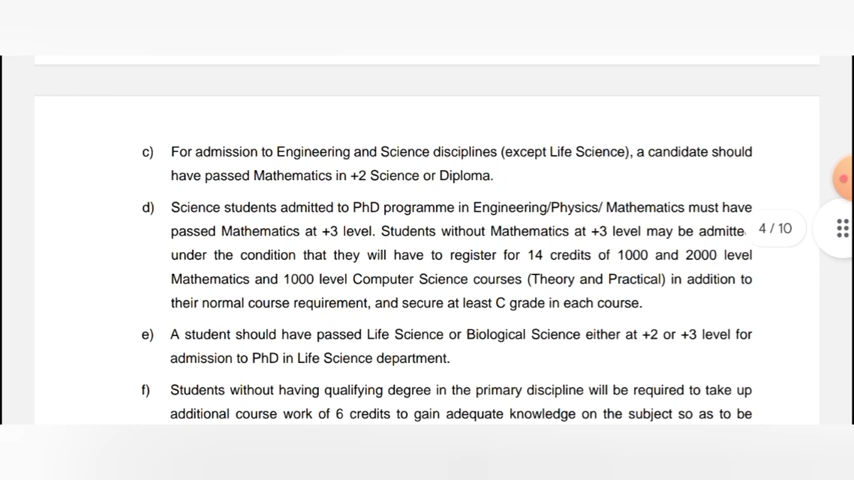 c) For admission to Engineering and Science disciplines (except Life Science), a candidate should
have passed Mathematics in +2 Science or Diploma.
d) Science students admitted to PhD programme in Engineering/Physics/ Mathematics must have
passed Mathematics at +3 level. Students without Mathematics at +3 level may be admitte
4 / 10
under the condition that they will have to register for 14 credits of 1000 and 2000 level
Mathematics and 1000 level Computer Science courses (Theory and Practical) in addition to
their normal course requirement, and secure at least C grade in each course.
e) A student should have passed Life Science or Biological Science either at +2 or +3 level for
admission to PhD in Life Science department.
f) Students without having qualifying degree in the primary discipline will be required to take up
additional course work of 6 credits to gain adequate knowledge on the subject so as to be